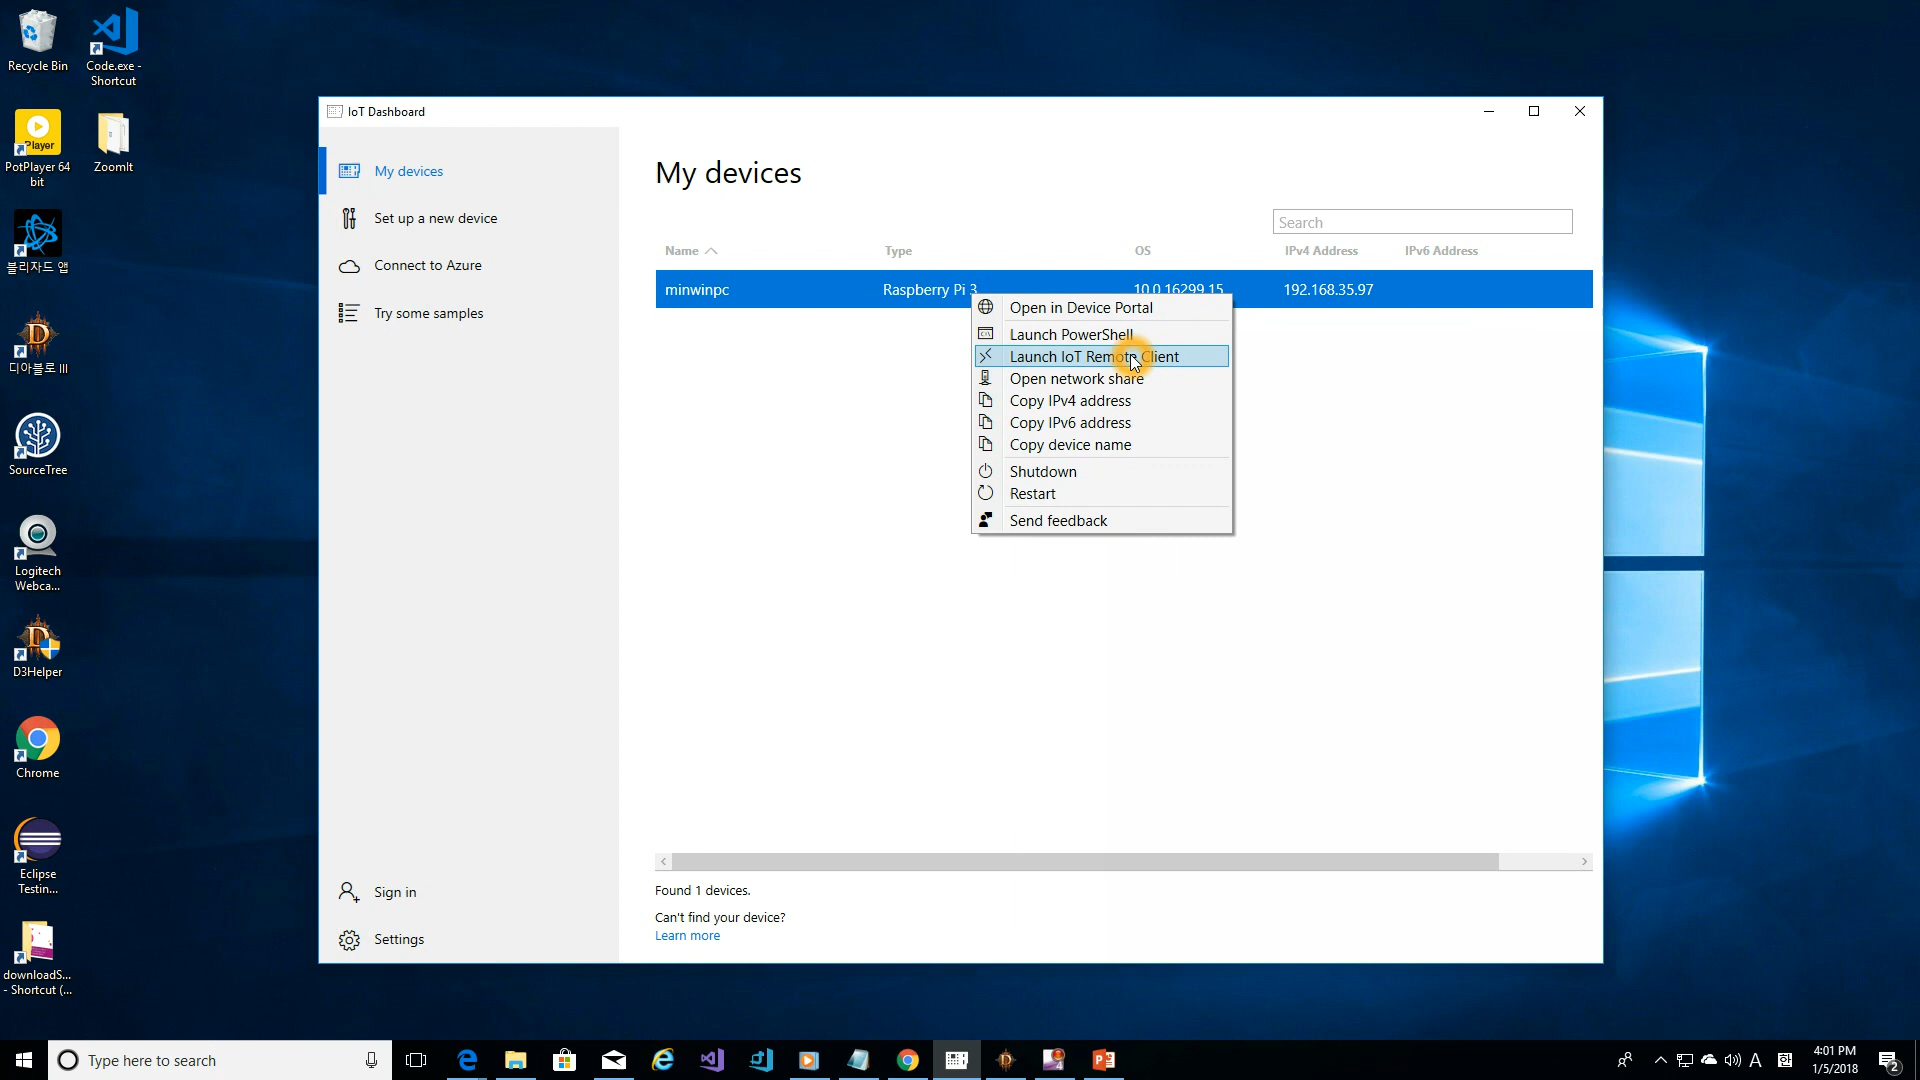 Recycle Bin
Code.exe -
Shortcut
Player
PotPlayer 64
bit
ZoomIt
블리자드 앱
디아블로 III
SourceTree
Logitech
Webca...
D3Helper
Chrome
Eclipse
Testin...
downloadS...
- Shortcut (...
IoT Dashboard
My devices
Set up a new device
Connect to Azure
Try some samples
Sign in
Settings
My devices
Search
Name
Type
OS
IPv4 Address
IPv6 Address
minwinpc
Raspberry Pi 3
10.0.16299.15
192.168.35.97
Open in Device Portal
Launch PowerShell
Launch IoT Remote Client
Open network share
Copy IPv4 address
Copy IPv6 address
Copy device name
Shutdown
Restart
Send feedback
Found 1 devices.
Can't find your device?
Learn more
Type here to search
A
한
4:01 PM
1/5/2018
2